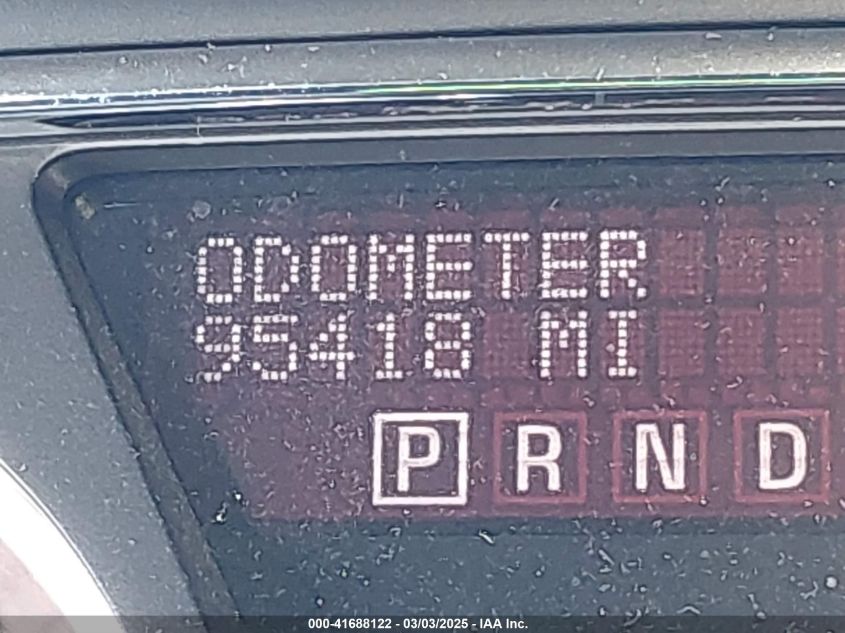 ODOMETER
95418 MI
P R N D
000-41688122 - 03/03/2025 - IAA Inc.